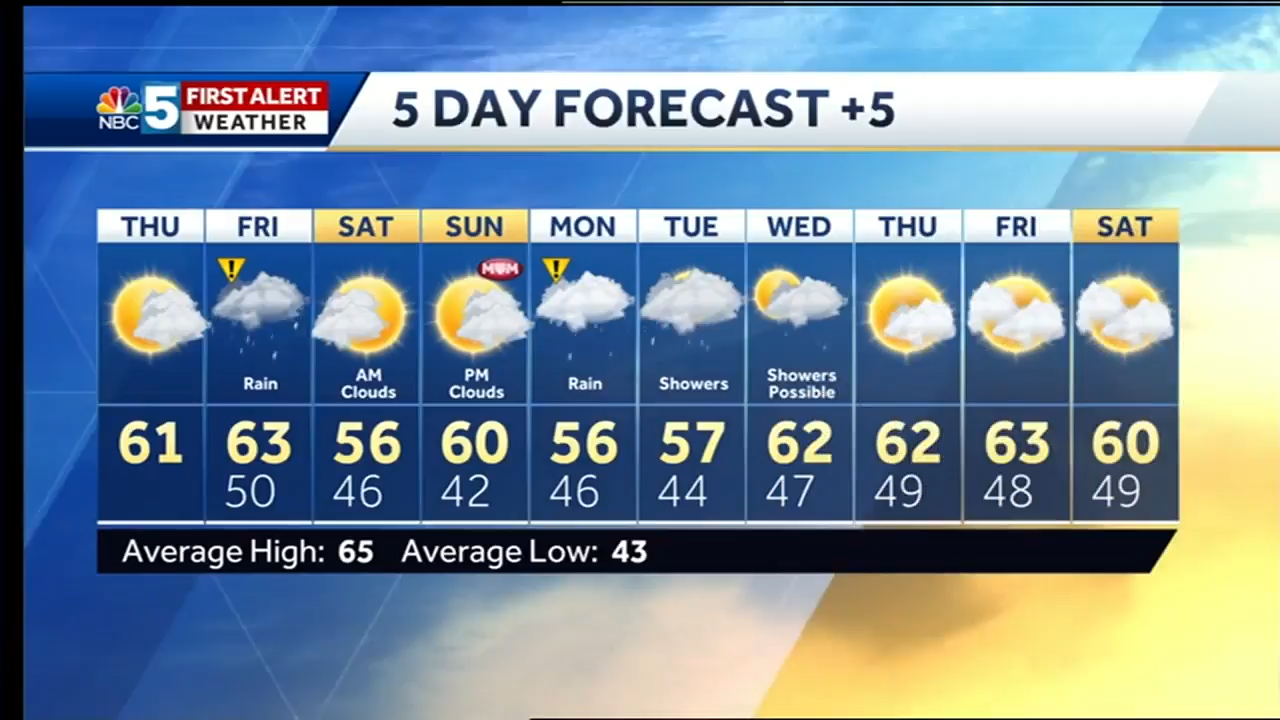 NBC 5 FIRST ALERT WEATHER
5 DAY FORECAST +5
THU FRI SAT SUN MON TUE WED THU FRI SAT
! MOM !
Rain AM Clouds PM Clouds Rain Showers Showers Possible
61 63 56 60 56 57 62 62 63 60
50 46 42 46 44 47 49 48 49
Average High: 65 Average Low: 43